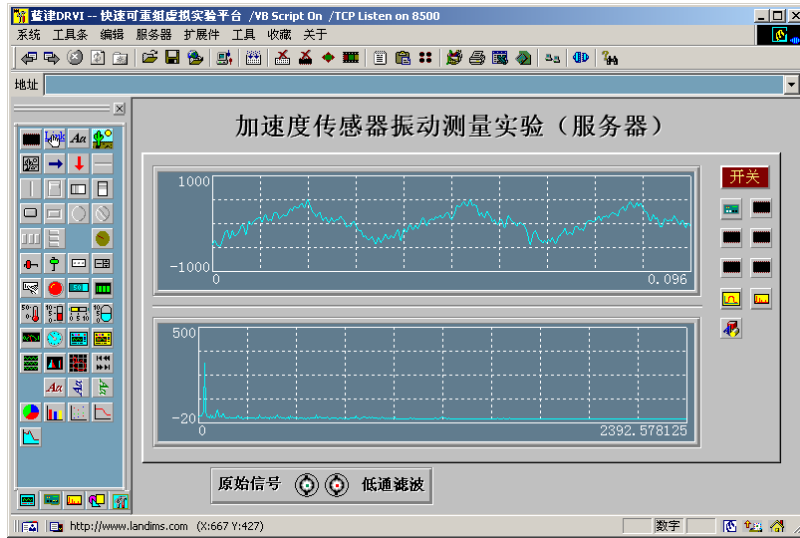 蓝津DRVI -- 快速可重组虚拟实验平台 /VB Script On /TCP Listen on 8500
系统 工具条 编辑 服务器 扩展件 工具 收藏 关于
地址
加速度传感器振动测量实验（服务器）
1000
-1000
0
0.096
开关
500
-20
0
2392.578125
原始信号 低通滤波
http://www.landims.com (X:667 Y:427)
数字